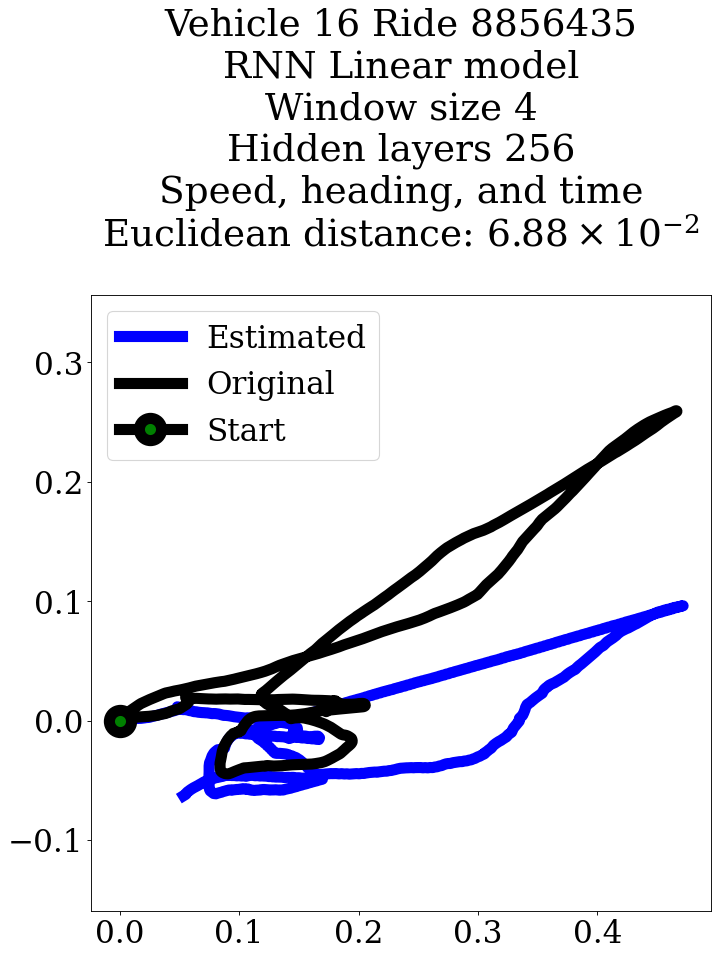 Vehicle 16 Ride 8856435
RNN Linear model
Window size 4
Hidden layers 256
Speed, heading, and time
Euclidean distance: 6.88 × 10⁻²
Estimated
Original
Start
0.3
0.2
0.1
0.0
−0.1
0.0 0.1 0.2 0.3 0.4